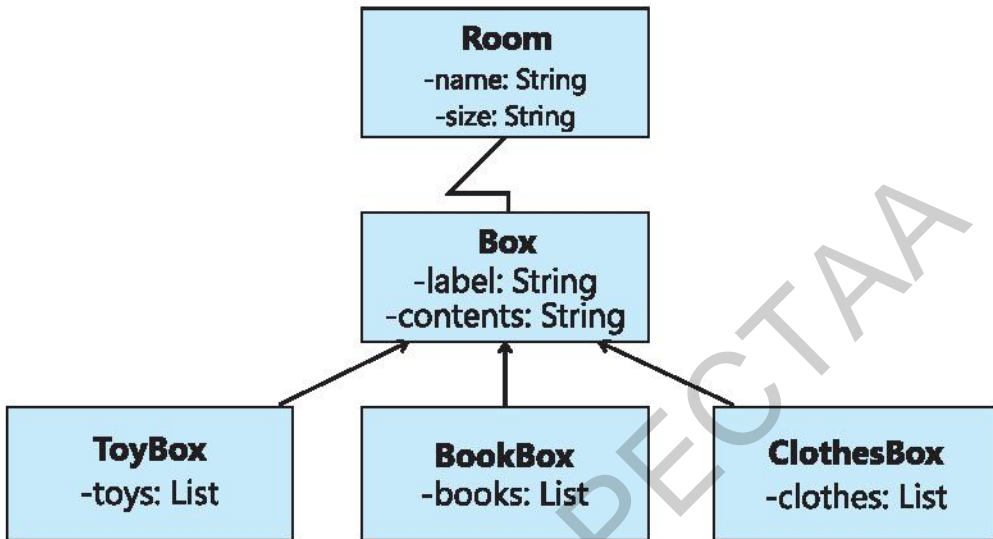 Room
-name: String
-size: String
Box
-label: String
-contents: String
ToyBox
-toys: List
BookBox
-books: List
ClothesBox
-clothes: List
PECTAA